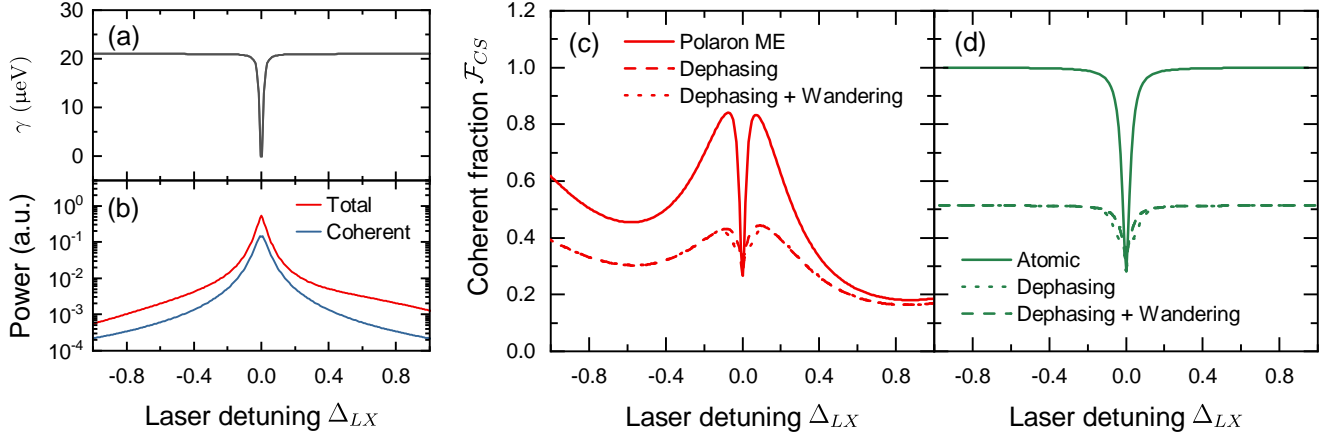 (a)
γ (μeV)
30
20
10
0
(b)
Total
Coherent
Power (a.u.)
10⁰
10⁻¹
10⁻²
10⁻³
10⁻⁴
-0.8 -0.4 0.0 0.4 0.8
Laser detuning Δ_LX
(c)
Polaron ME
Dephasing
Dephasing + Wandering
Coherent fraction ℱ_CS
1.2
1.0
0.8
0.6
0.4
0.2
0.0
-0.8 -0.4 0.0 0.4 0.8
Laser detuning Δ_LX
(d)
Atomic
Dephasing
Dephasing + Wandering
-0.8 -0.4 0.0 0.4 0.8
Laser detuning Δ_LX